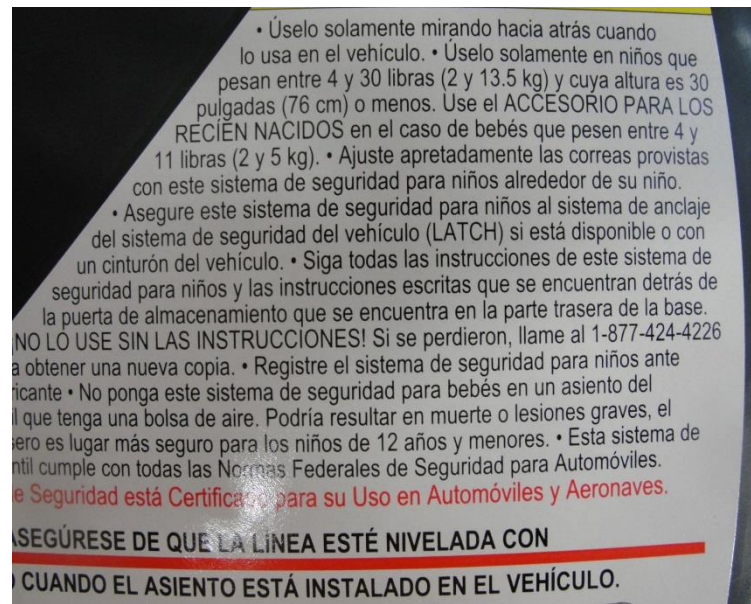 • Úselo solamente mirando hacia atrás cuando
lo usa en el vehículo. • Úselo solamente en niños que
pesan entre 4 y 30 libras (2 y 13.5 kg) y cuya altura es 30
pulgadas (76 cm) o menos. Use el ACCESORIO PARA LOS
RECÍEN NACIDOS en el caso de bebés que pesen entre 4 y
11 libras (2 y 5 kg). • Ajuste apretadamente las correas provistas
con este sistema de seguridad para niños alrededor de su niño.
• Asegure este sistema de seguridad para niños al sistema de anclaje
del sistema de seguridad del vehículo (LATCH) si está disponible o con
un cinturón del vehículo. • Siga todas las instrucciones de este sistema de
seguridad para niños y las instrucciones escritas que se encuentran detrás de
la puerta de almacenamiento que se encuentra en la parte trasera de la base.
¡NO LO USE SIN LAS INSTRUCCIONES! Si se perdieron, llame al 1-877-424-4226
a obtener una nueva copia. • Registre el sistema de seguridad para niños ante
ricante • No ponga este sistema de seguridad para bebés en un asiento del
il que tenga una bolsa de aire. Podría resultar en muerte o lesiones graves, el
sero es lugar más seguro para los niños de 12 años y menores. • Esta sistema de
ntil cumple con todas las Normas Federales de Seguridad para Automóviles.
e Seguridad está Certificado para su Uso en Automóviles y Aeronaves.
ASEGÚRESE DE QUE LA LÍNEA ESTÉ NIVELADA CON
O CUANDO EL ASIENTO ESTÁ INSTALADO EN EL VEHÍCULO.